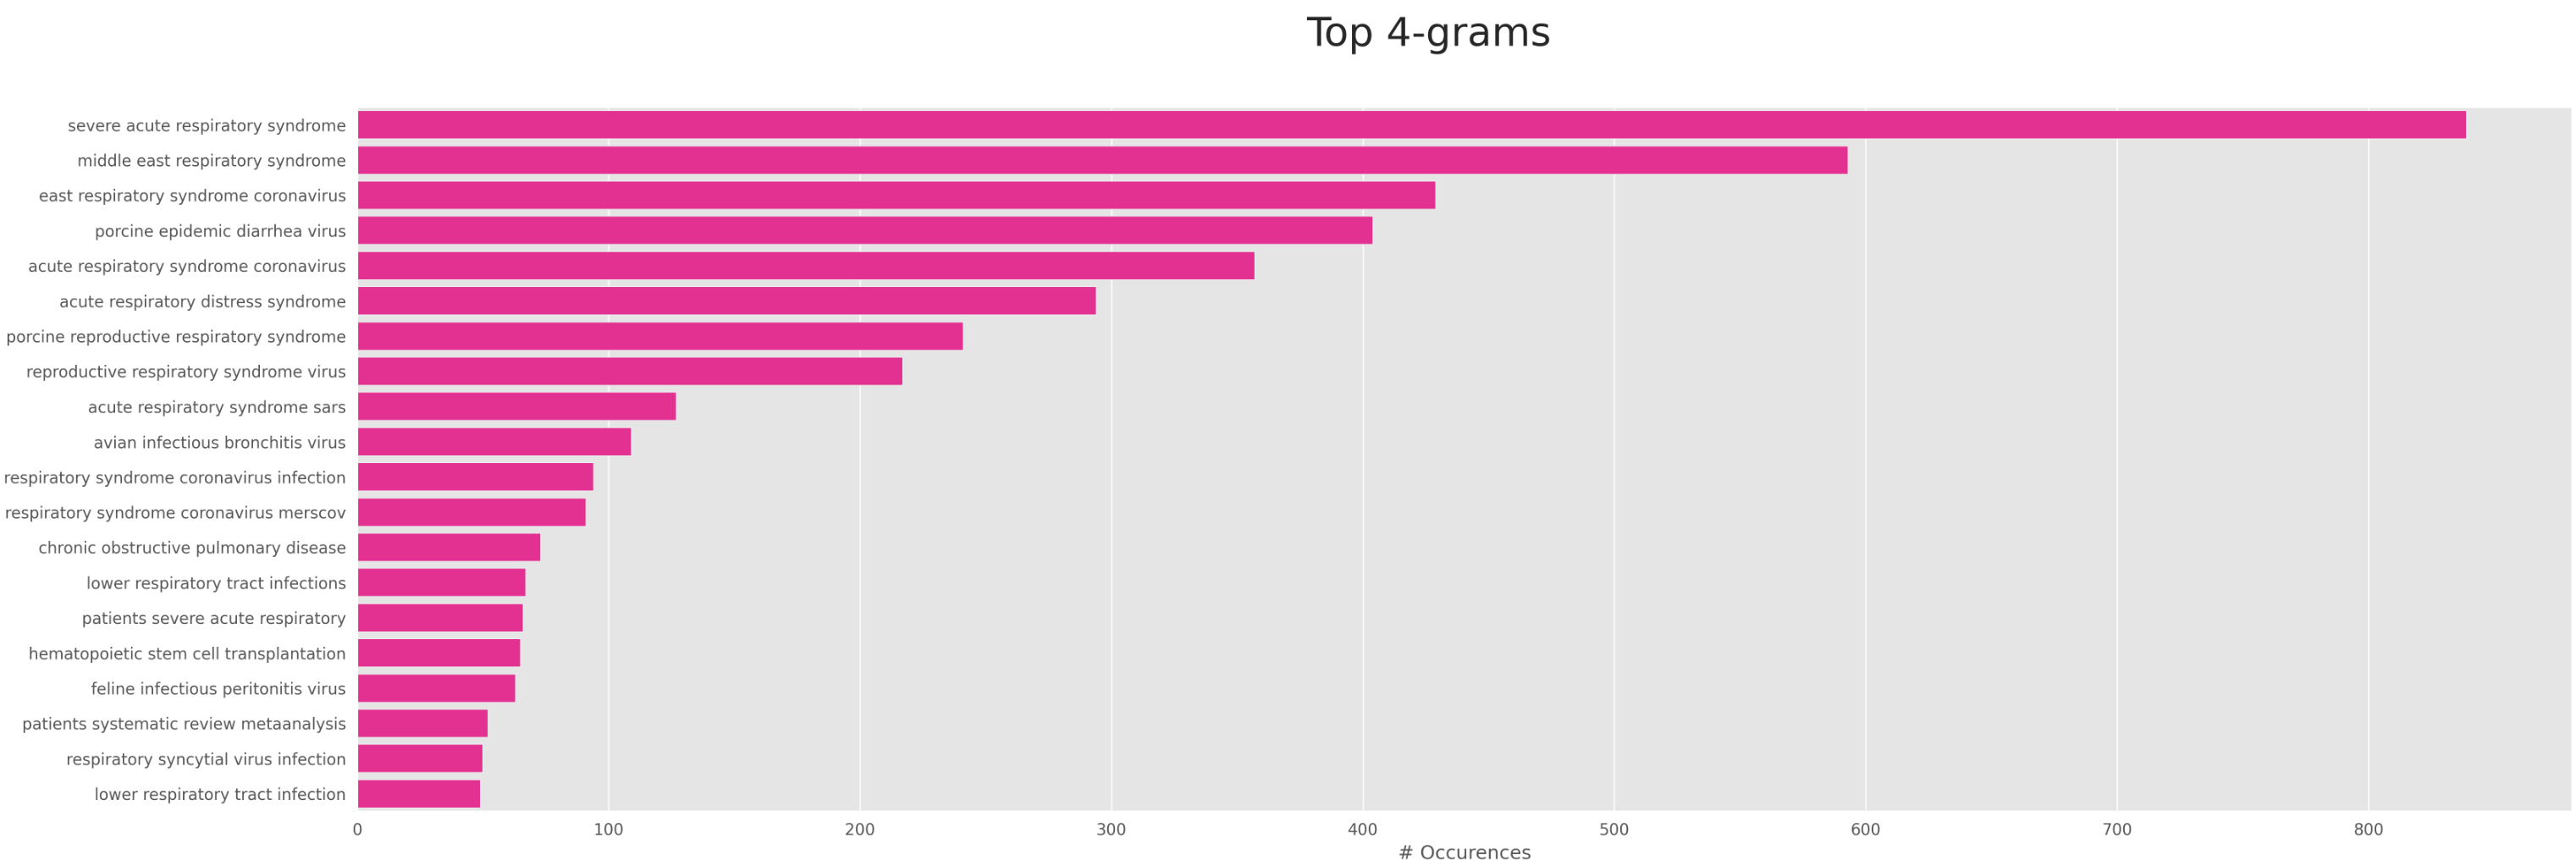 Top 4-grams
severe acute respiratory syndrome
middle east respiratory syndrome
east respiratory syndrome coronavirus
porcine epidemic diarrhea virus
acute respiratory syndrome coronavirus
acute respiratory distress syndrome
porcine reproductive respiratory syndrome
reproductive respiratory syndrome virus
acute respiratory syndrome sars
avian infectious bronchitis virus
respiratory syndrome coronavirus infection
respiratory syndrome coronavirus merscov
chronic obstructive pulmonary disease
lower respiratory tract infections
patients severe acute respiratory
hematopoietic stem cell transplantation
feline infectious peritonitis virus
patients systematic review metaanalysis
respiratory syncytial virus infection
lower respiratory tract infection
0 100 200 300 400 500 600 700 800
# Occurences